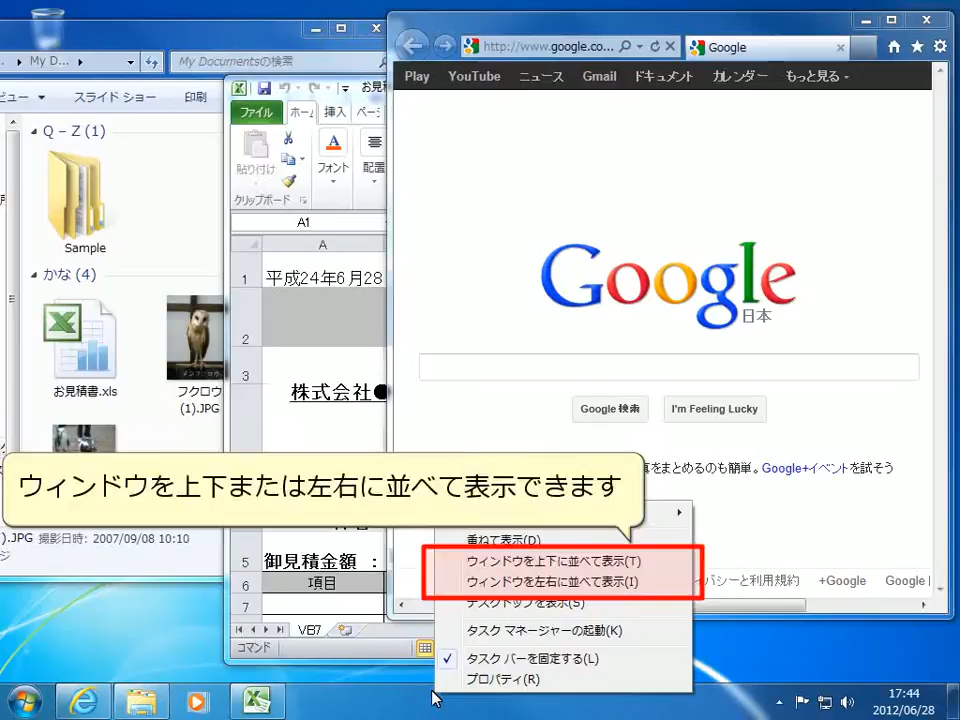 My D...
My Documentsの検索
ビュー
スライド ショー
印刷
Q – Z (1)
Sample
かな (4)
お見積書.xls
フクロウ
(1).JPG
).JPG 撮影日時: 2007/09/08 10:10
お見
ファイル
ホーム
挿入
ページ
貼り付け
フォント
配置
クリップボード
A1
A
1
平成24年6月28
2
3
株式会社●
5
御見積金額 ：
6
項目
7
VB7
コマンド
http://www.google.co...
Google
Play
YouTube
ニュース
Gmail
ドキュメント
カレンダー
もっと見る
Google
日本
Google 検索
I'm Feeling Lucky
真をまとめるのも簡単。Google+イベントを試そう
バシーと利用規約
+Google
Google
ウィンドウを上下または左右に並べて表示できます
重ねて表示(D)
ウィンドウを上下に並べて表示(T)
ウィンドウを左右に並べて表示(I)
デスクトップを表示(S)
タスク マネージャーの起動(K)
タスク バーを固定する(L)
プロパティ(R)
17:44
2012/06/28